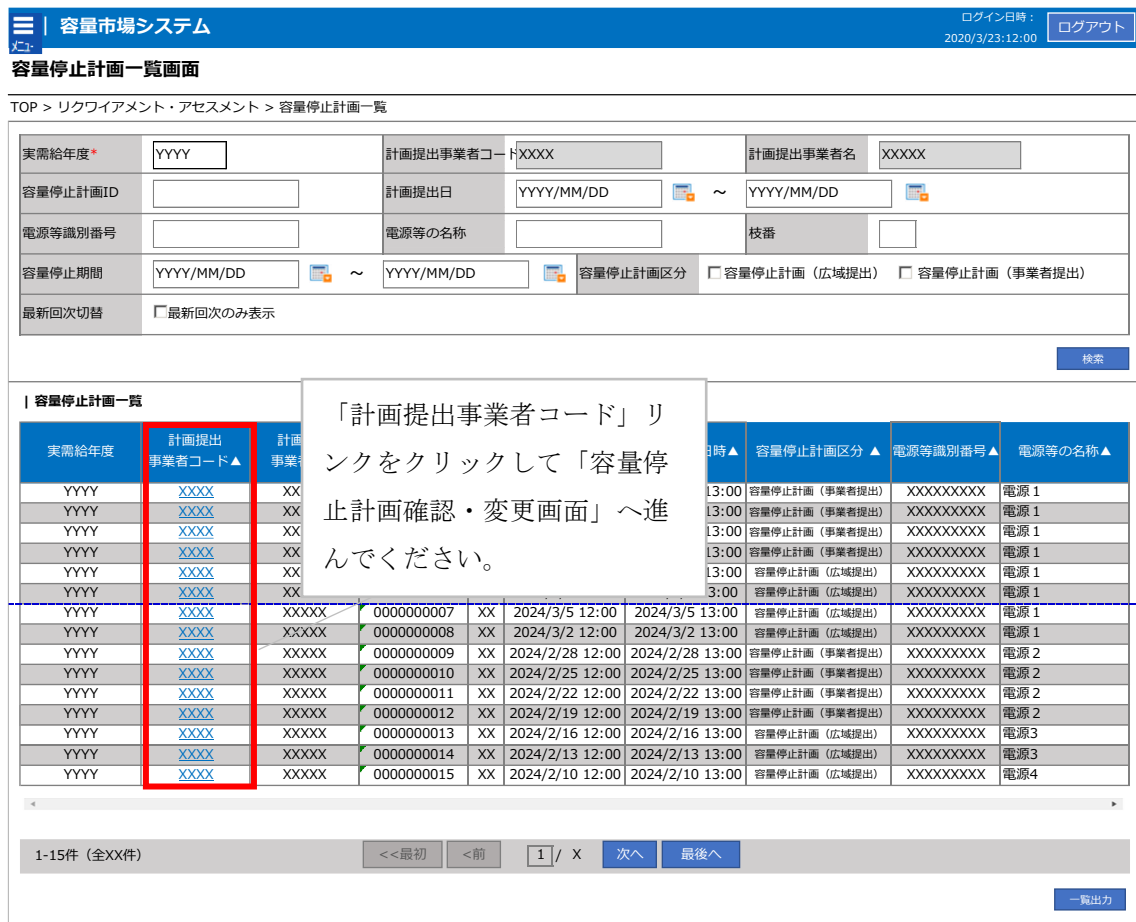 ログイン日時：
メニュー | 容量市場システム 2020/3/23:12:00 ログアウト
容量停止計画一覧画面
TOP > リクワイアメント・アセスメント > 容量停止計画一覧
実需給年度* YYYY 計画提出事業者コード XXXX 計画提出事業者名 XXXXX
容量停止計画ID 計画提出日 YYYY/MM/DD ～ YYYY/MM/DD
電源等識別番号 電源等の名称 枝番
容量停止期間 YYYY/MM/DD ～ YYYY/MM/DD 容量停止計画区分 容量停止計画（広域提出） 容量停止計画（事業者提出）
最新回次切替 最新回次のみ表示
検索
| 容量停止計画一覧
「計画提出事業者コード」リ
ンクをクリックして「容量停
止計画確認・変更画面」へ進
んでください。
実需給年度 計画提出 事業者コード▲ 計画 事業 日時▲ 容量停止計画区分 ▲ 電源等識別番号▲ 電源等の名称▲
YYYY XXXX XX 13:00 容量停止計画（事業者提出） XXXXXXXXX 電源1
YYYY XXXX XX 13:00 容量停止計画（事業者提出） XXXXXXXXX 電源1
YYYY XXXX XX 13:00 容量停止計画（事業者提出） XXXXXXXXX 電源1
YYYY XXXX XX 13:00 容量停止計画（事業者提出） XXXXXXXXX 電源1
YYYY XXXX XX 13:00 容量停止計画（広域提出） XXXXXXXXX 電源1
YYYY XXXX XX 3:00 容量停止計画（広域提出） XXXXXXXXX 電源1
YYYY XXXX XXXXX 0000000007 XX 2024/3/5 12:00 2024/3/5 13:00 容量停止計画（広域提出） XXXXXXXXX 電源1
YYYY XXXX XXXXX 0000000008 XX 2024/3/2 12:00 2024/3/2 13:00 容量停止計画（広域提出） XXXXXXXXX 電源1
YYYY XXXX XXXXX 0000000009 XX 2024/2/28 12:00 2024/2/28 13:00 容量停止計画（事業者提出） XXXXXXXXX 電源2
YYYY XXXX XXXXX 0000000010 XX 2024/2/25 12:00 2024/2/25 13:00 容量停止計画（事業者提出） XXXXXXXXX 電源2
YYYY XXXX XXXXX 0000000011 XX 2024/2/22 12:00 2024/2/22 13:00 容量停止計画（事業者提出） XXXXXXXXX 電源2
YYYY XXXX XXXXX 0000000012 XX 2024/2/19 12:00 2024/2/19 13:00 容量停止計画（事業者提出） XXXXXXXXX 電源2
YYYY XXXX XXXXX 0000000013 XX 2024/2/16 12:00 2024/2/16 13:00 容量停止計画（広域提出） XXXXXXXXX 電源3
YYYY XXXX XXXXX 0000000014 XX 2024/2/13 12:00 2024/2/13 13:00 容量停止計画（広域提出） XXXXXXXXX 電源3
YYYY XXXX XXXXX 0000000015 XX 2024/2/10 12:00 2024/2/10 13:00 容量停止計画（広域提出） XXXXXXXXX 電源4
1-15件（全XX件） <<最初 <前 1 / X 次へ 最後へ
一覧出力